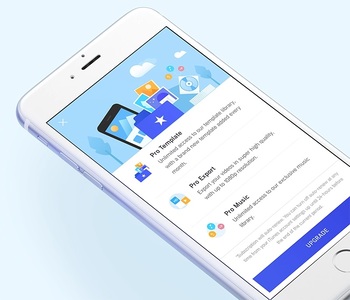 Pro Template
Unlimited access to our template library,
with a brand new template added every
month.
Pro Export
Export your videos in super high quality,
with up to 1080p resolution.
Pro Music
Unlimited access to our exclusive music
library.
UPGRADE